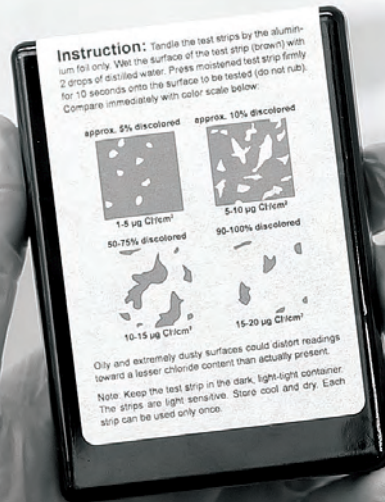 Instruction: Tandle the test strips by the alumin-
ium foil only. Wet the surface of the test strip (brown) with
2 drops of distilled water. Press moistened test strip firmly
for 10 seconds onto the surface to be tested (do not rub).
Compare immediately with color scale below:
approx. 5% discolored
approx. 10% discolored
1-5 µg Cl/cm²
5-10 µg Cl/cm²
50-75% discolored
90-100% discolored
10-15 µg Cl/cm²
15-20 µg Cl/cm²
Oily and extremely dusty surfaces could distort readings
toward a lesser chloride content than actually present.
Note: Keep the test strip in the dark, light-light container.
The strips are light sensitive. Store cool and dry. Each
strip can be used only once.